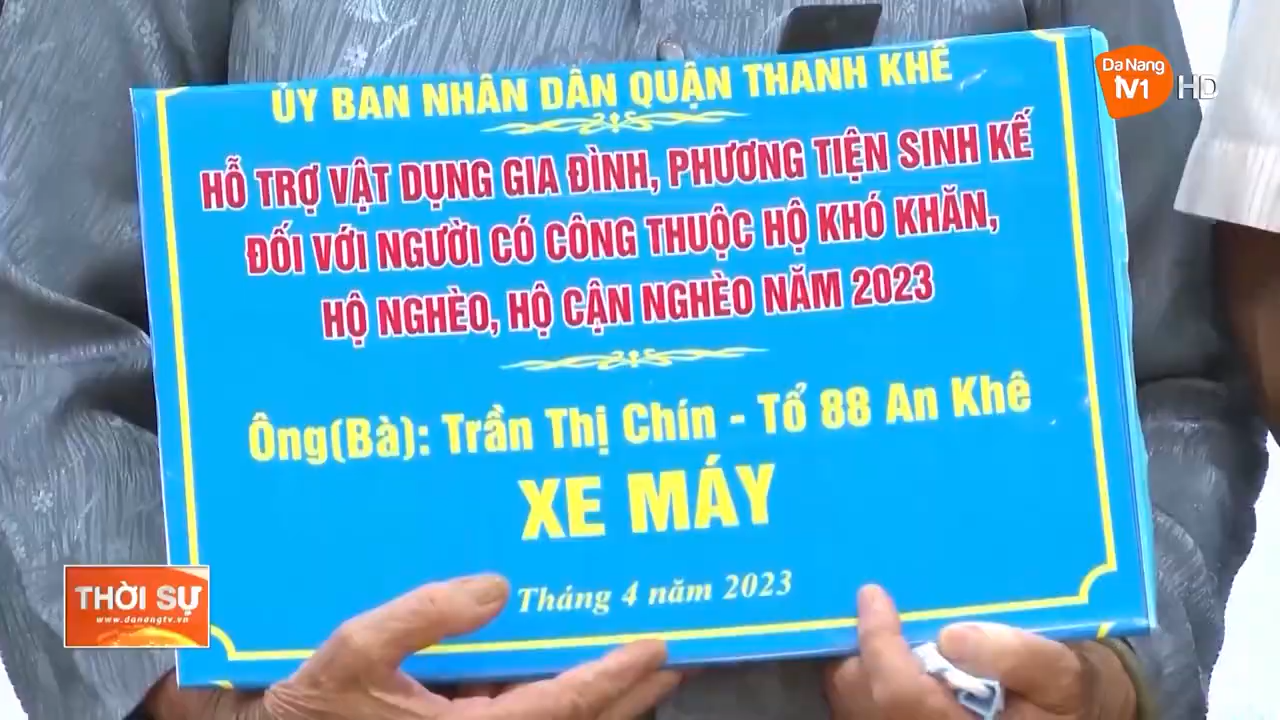 Da Nang
TV1
HD
ỦY BAN NHÂN DÂN QUẬN THANH KHÊ
HỖ TRỢ VẬT DỤNG GIA ĐÌNH, PHƯƠNG TIỆN SINH KẾ
ĐỐI VỚI NGƯỜI CÓ CÔNG THUỘC HỘ KHÓ KHĂN,
HỘ NGHÈO, HỘ CẬN NGHÈO NĂM 2023
Ông(Bà): Trần Thị Chín - Tổ 88 An Khê
XE MÁY
Tháng 4 năm 2023
THỜI SỰ
www.danangtv.vn